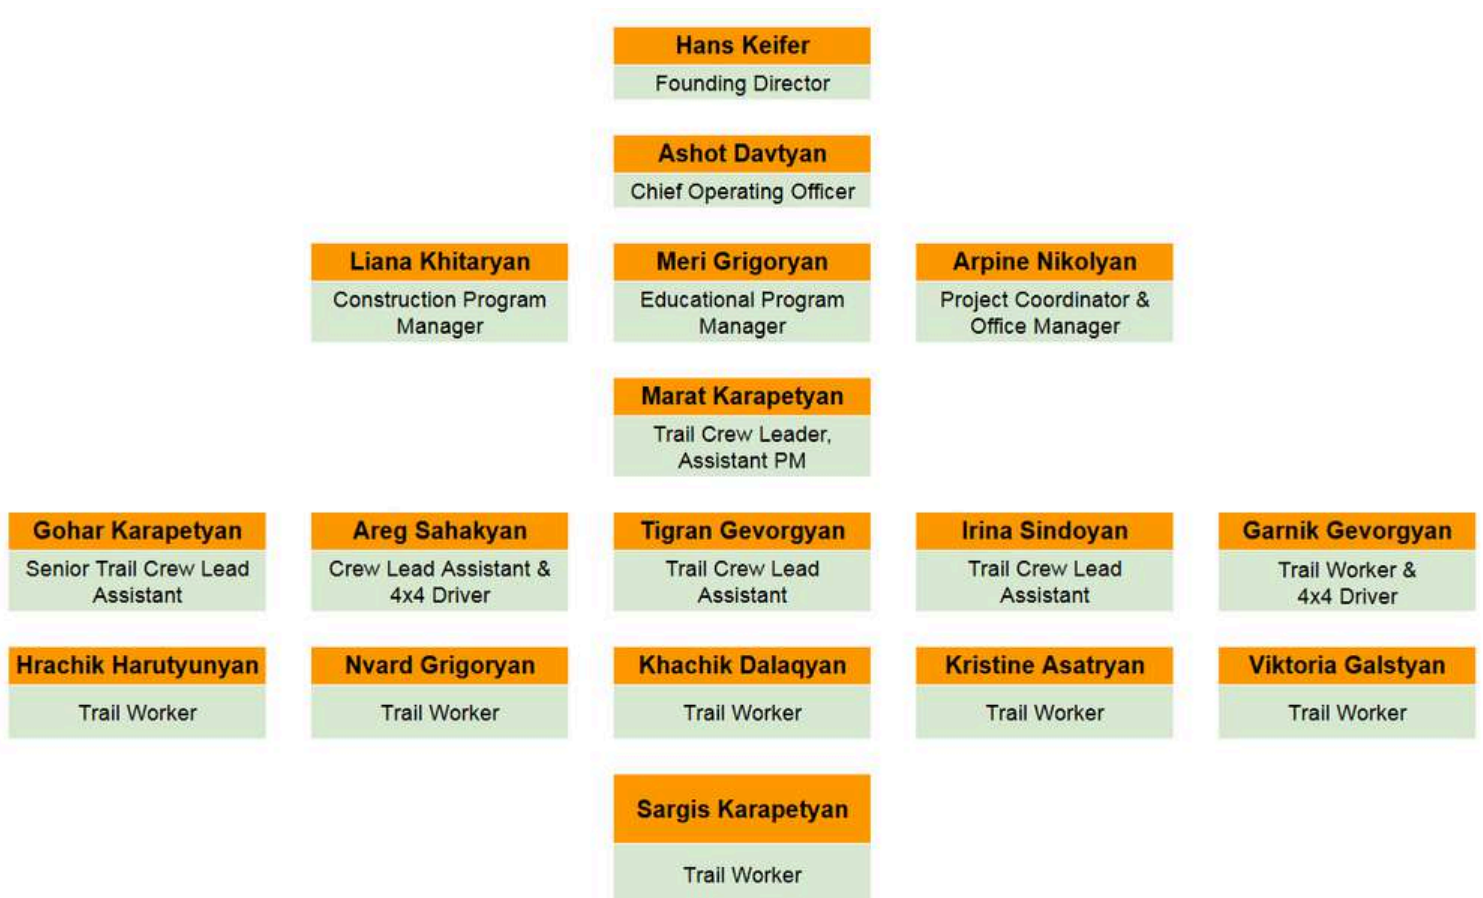 Hans Keifer
Founding Director
Ashot Davtyan
Chief Operating Officer
Liana Khitaryan
Construction Program
Manager
Meri Grigoryan
Educational Program
Manager
Arpine Nikolyan
Project Coordinator &
Office Manager
Marat Karapetyan
Trail Crew Leader,
Assistant PM
Gohar Karapetyan
Senior Trail Crew Lead
Assistant
Areg Sahakyan
Crew Lead Assistant &
4x4 Driver
Tigran Gevorgyan
Trail Crew Lead
Assistant
Irina Sindoyan
Trail Crew Lead
Assistant
Garnik Gevorgyan
Trail Worker &
4x4 Driver
Hrachik Harutyunyan
Trail Worker
Nvard Grigoryan
Trail Worker
Khachik Dalaqyan
Trail Worker
Kristine Asatryan
Trail Worker
Viktoria Galstyan
Trail Worker
Sargis Karapetyan
Trail Worker